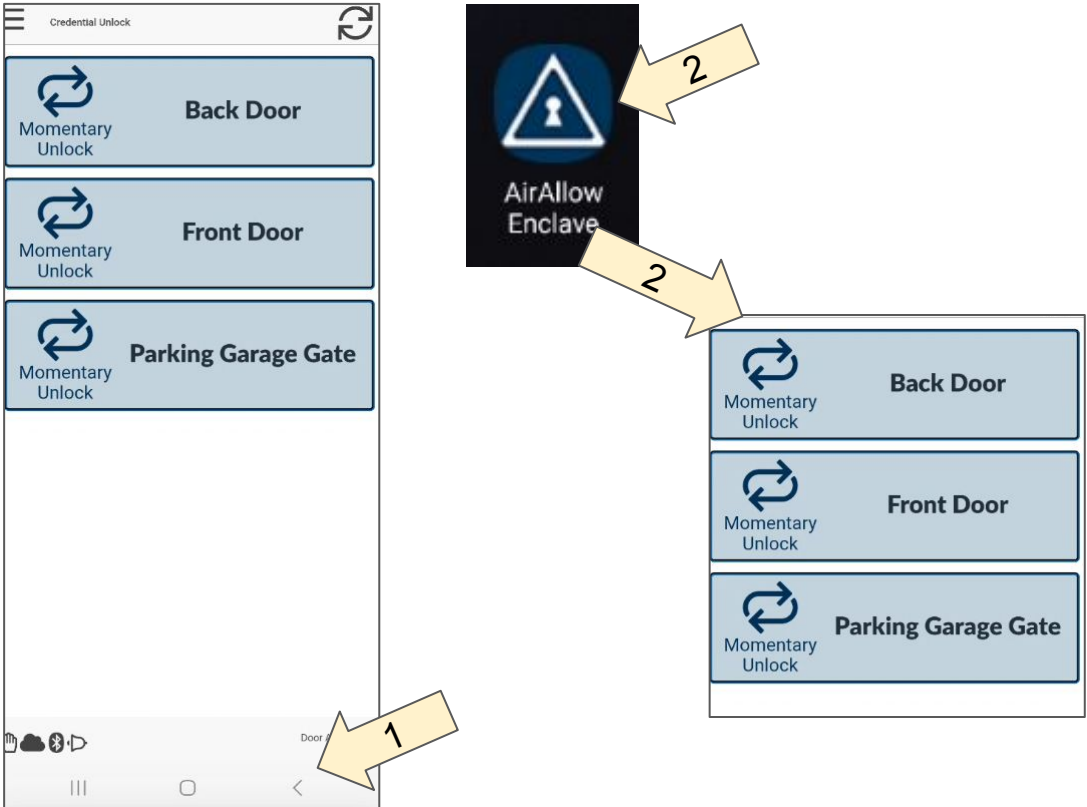 Credential Unlock
Momentary
Unlock
Back Door
Momentary
Unlock
Front Door
Momentary
Unlock
Parking Garage Gate
Door
1
2
AirAllow
Enclave
2
Momentary
Unlock
Back Door
Momentary
Unlock
Front Door
Momentary
Unlock
Parking Garage Gate